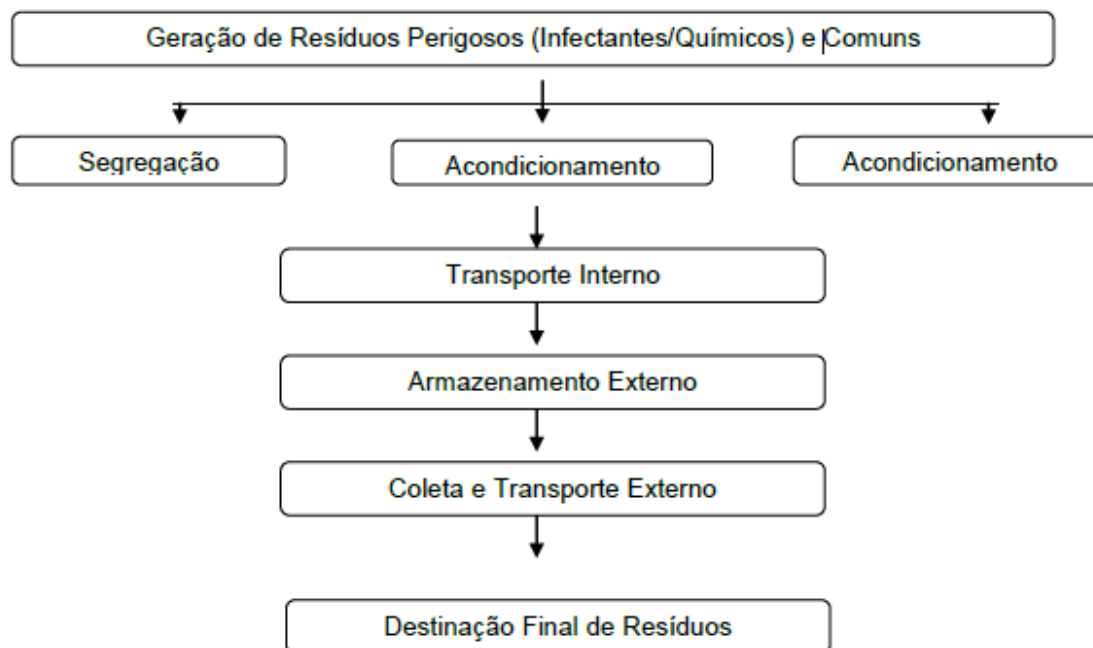 Geração de Resíduos Perigosos (Infectantes/Químicos) e Comuns
Segregação
Acondicionamento
Acondicionamento
Transporte Interno
Armazenamento Externo
Coleta e Transporte Externo
Destinação Final de Resíduos